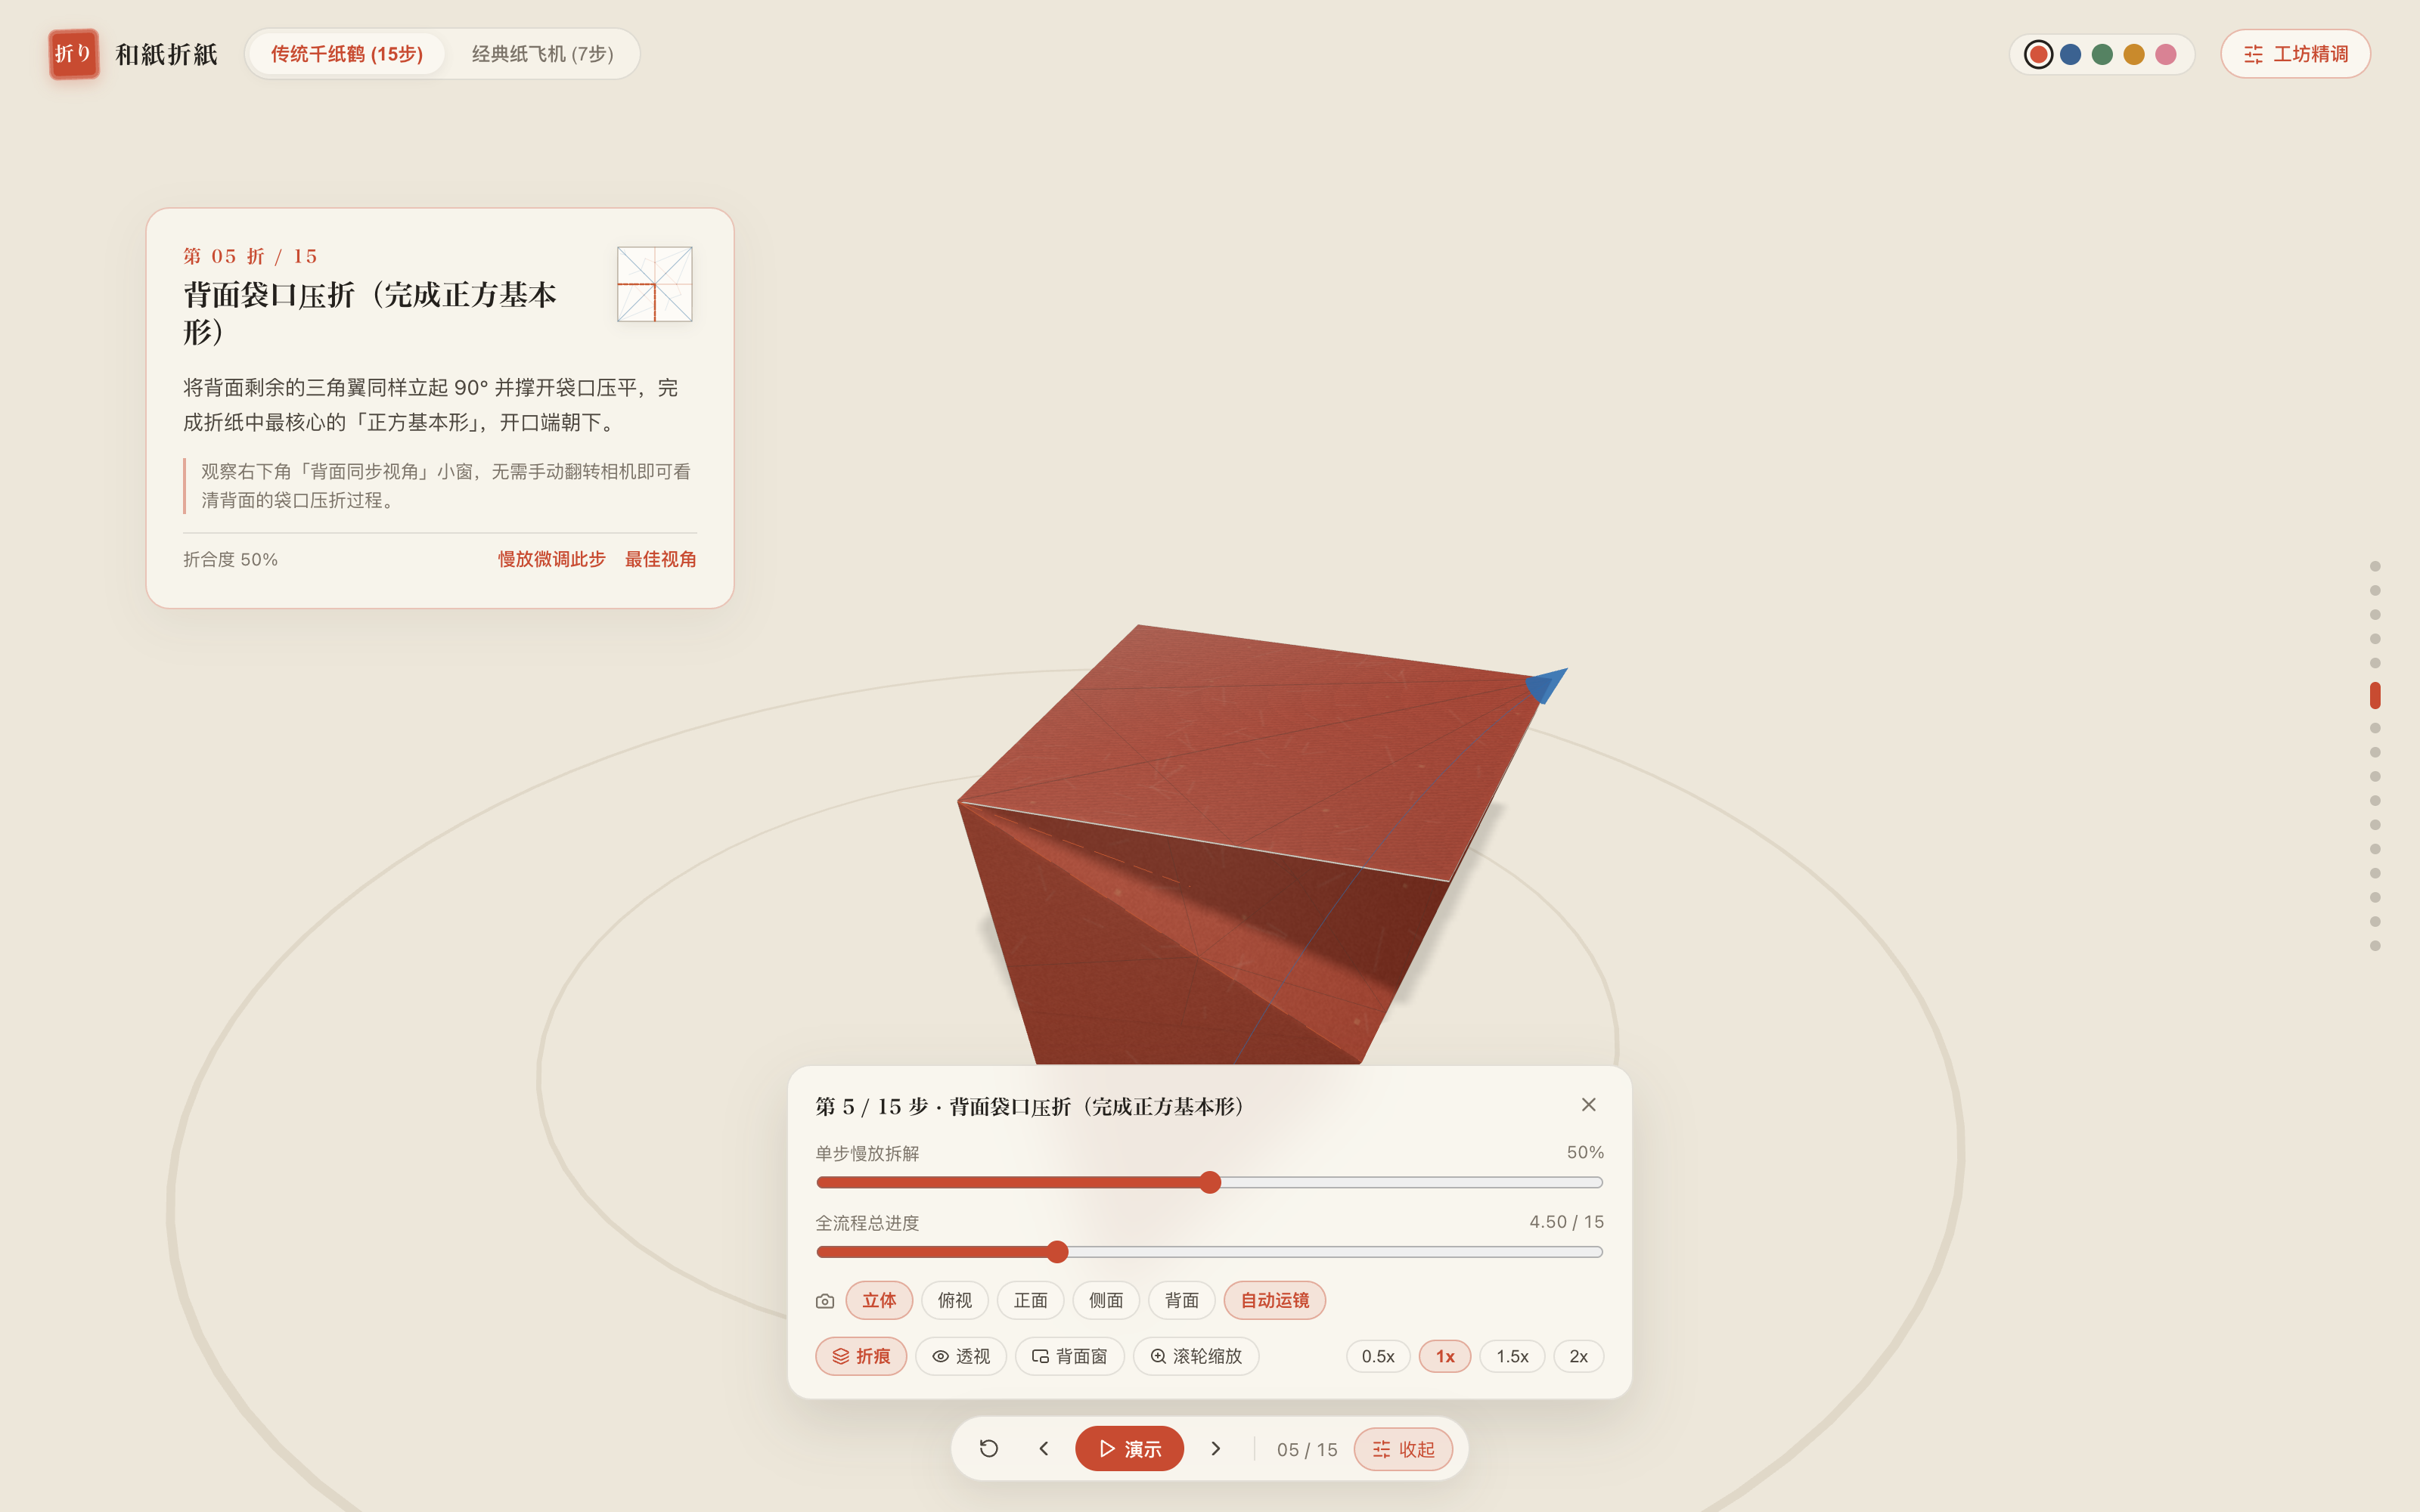 折り 和紙折紙
传统千纸鹤 (15步)
经典纸飞机 (7步)
工坊精调
第 05 折 / 15
背面袋口压折（完成正方基本
形）
将背面剩余的三角翼同样立起 90° 并撑开袋口压平，完
成折纸中最核心的「正方基本形」，开口端朝下。
观察右下角「背面同步视角」小窗，无需手动翻转相机即可看
清背面的袋口压折过程。
折合度 50%
慢放微调此步
最佳视角
第 5 / 15 步 · 背面袋口压折（完成正方基本形）
单步慢放拆解
50%
全流程总进度
4.50 / 15
立体
俯视
正面
侧面
背面
自动运镜
折痕
透视
背面窗
滚轮缩放
0.5x
1x
1.5x
2x
演示
05 / 15
收起